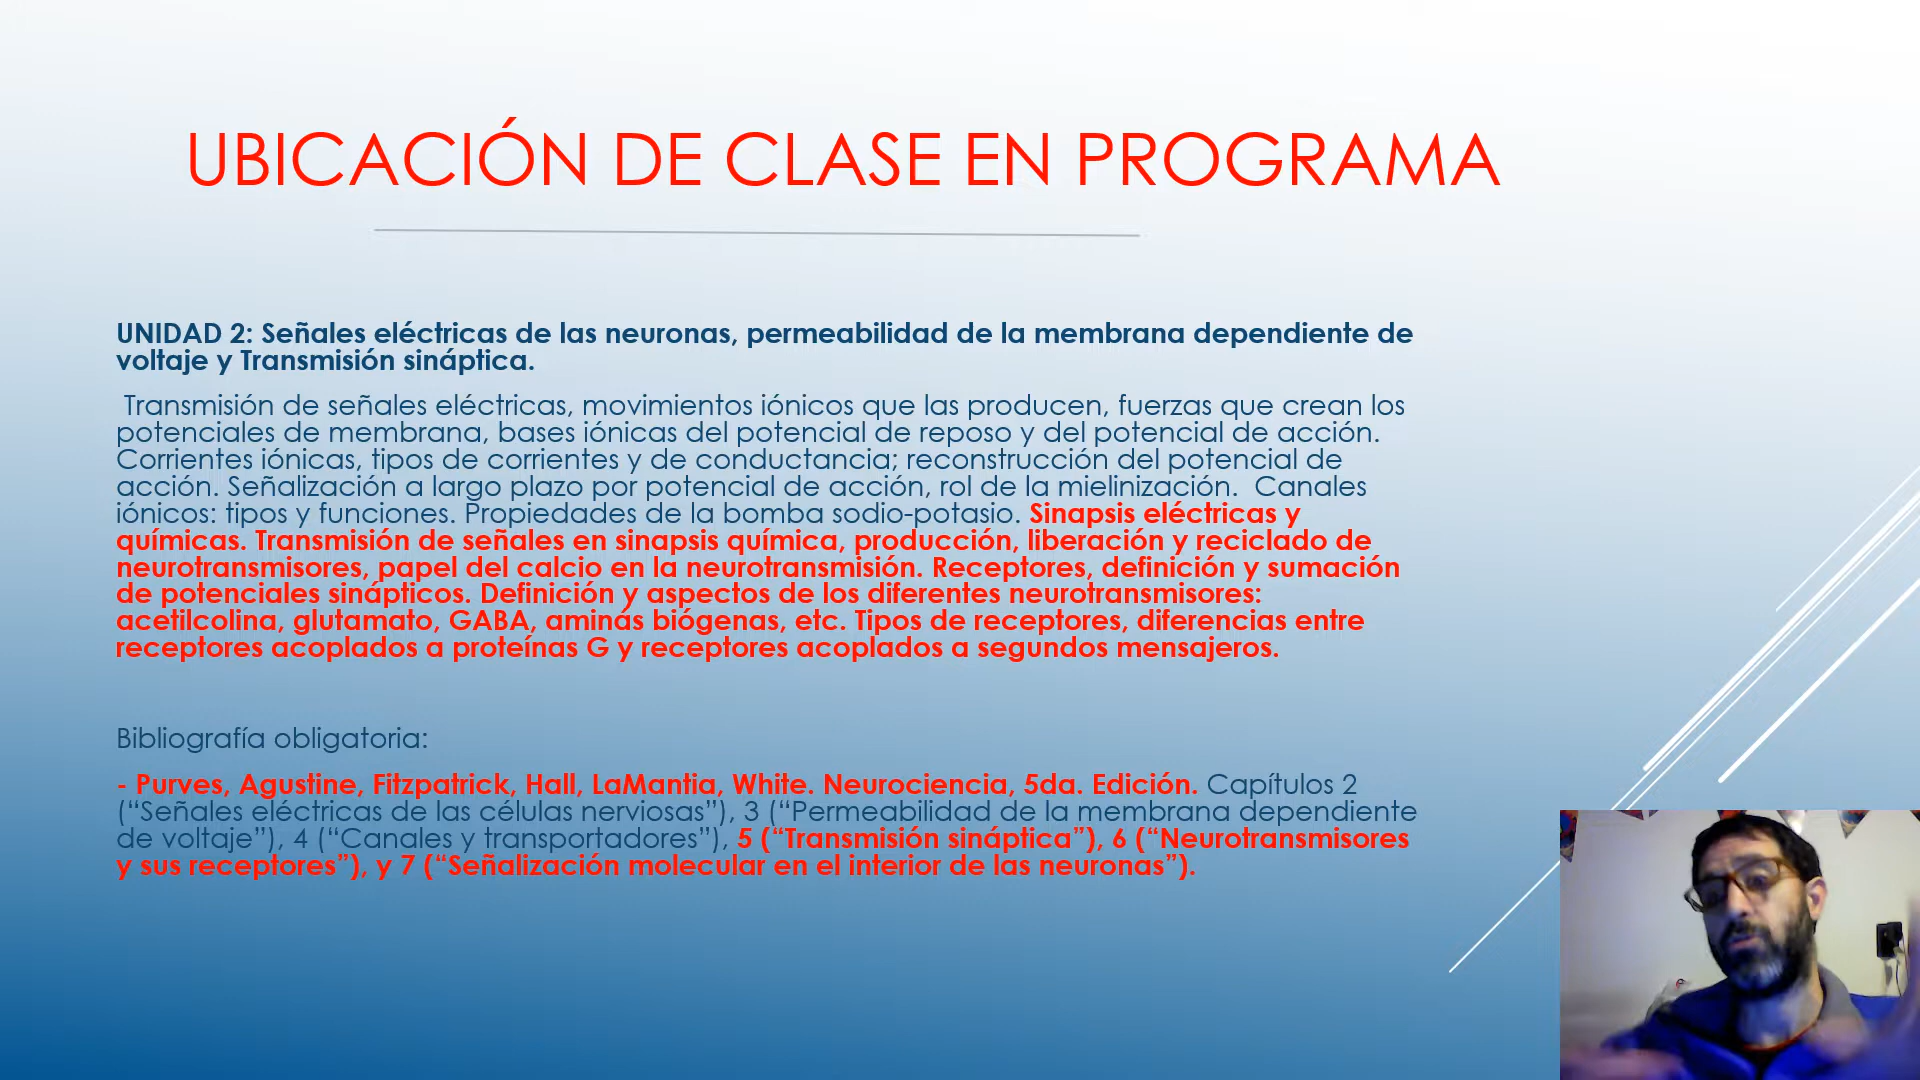 UBICACIÓN DE CLASE EN PROGRAMA
UNIDAD 2: Señales eléctricas de las neuronas, permeabilidad de la membrana dependiente de
voltaje y Transmisión sináptica.
Transmisión de señales eléctricas, movimientos iónicos que las producen, fuerzas que crean los
potenciales de membrana, bases iónicas del potencial de reposo y del potencial de acción.
Corrientes iónicas, tipos de corrientes y de conductancia; reconstrucción del potencial de
acción. Señalización a largo plazo por potencial de acción, rol de la mielinización. Canales
iónicos: tipos y funciones. Propiedades de la bomba sodio-potasio. Sinapsis eléctricas y
químicas. Transmisión de señales en sinapsis química, producción, liberación y reciclado de
neurotransmisores, papel del calcio en la neurotransmisión. Receptores, definición y sumación
de potenciales sinápticos. Definición y aspectos de los diferentes neurotransmisores:
acetilcolina, glutamato, GABA, aminas biógenas, etc. Tipos de receptores, diferencias entre
receptores acoplados a proteínas G y receptores acoplados a segundos mensajeros.
Bibliografía obligatoria:
- Purves, Agustine, Fitzpatrick, Hall, LaMantia, White. Neurociencia, 5da. Edición. Capítulos 2
(“Señales eléctricas de las células nerviosas”), 3 (“Permeabilidad de la membrana dependiente
de voltaje”), 4 (“Canales y transportadores”), 5 (“Transmisión sináptica”), 6 (“Neurotransmisores
y sus receptores”), y 7 (“Señalización molecular en el interior de las neuronas”).